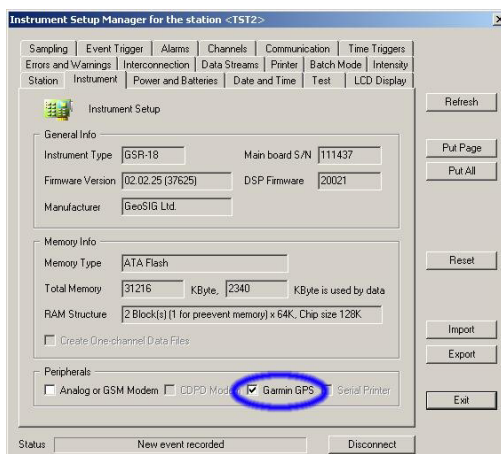 Instrument Setup Manager for the station <TST2>
Sampling Event Trigger Alarms Channels Communication Time Triggers
Errors and Warnings Interconnection Data Streams Printer Batch Mode Intensity
Station Instrument Power and Batteries Date and Time Test LCD Display
Instrument Setup
Refresh
General Info
Instrument Type GSR-18 Main board S/N 111437
Put Page
Firmware Version 02.02.25 (37625) DSP Firmware 20021
Put All
Manufacturer GeoSIG Ltd.
Memory Info
Memory Type ATA Flash
Reset
Total Memory 31216 KByte, 2340 KByte is used by data
RAM Structure 2 Block(s) (1 for preevent memory) x 64K, Chip size 128K
Import
Create One-channel Data Files
Export
Peripherals
Analog or GSM Modem CDPD Mode Garmin GPS Serial Printer
Exit
Status New event recorded Disconnect